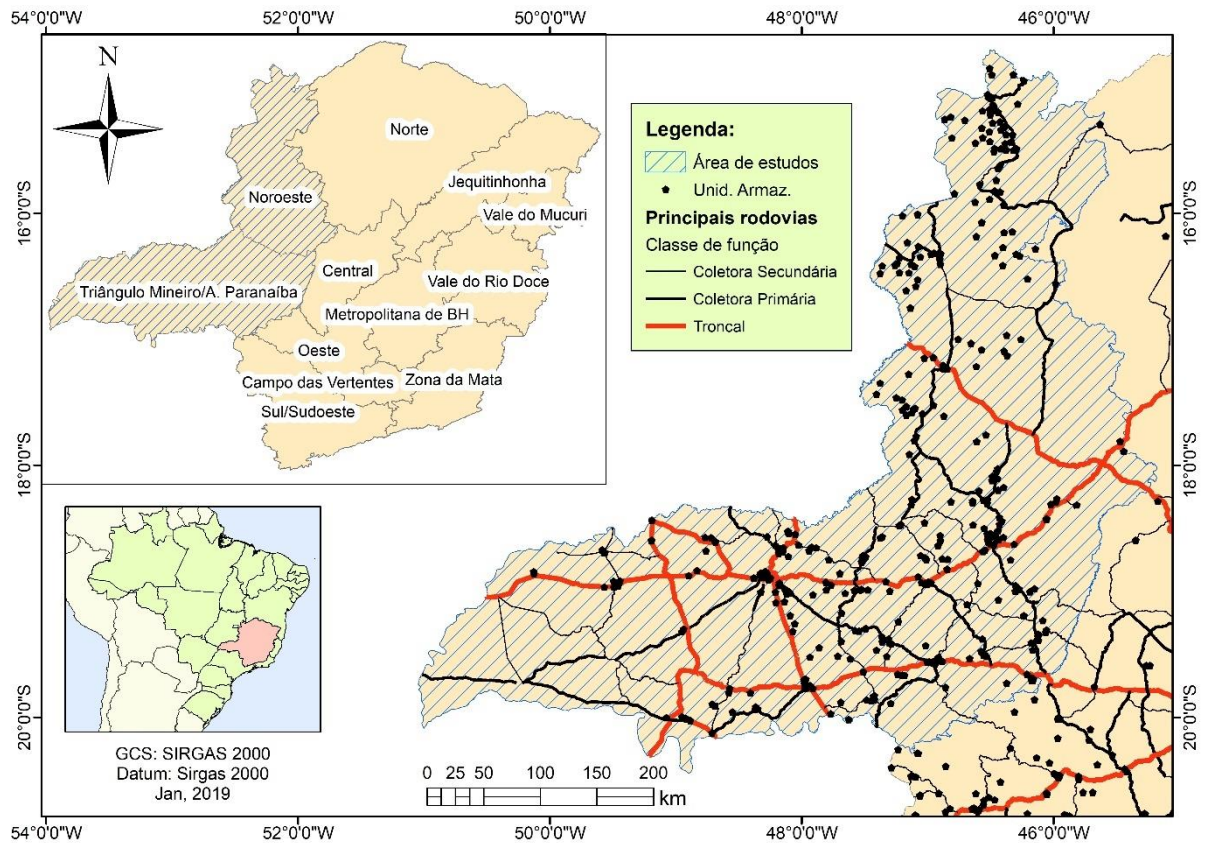 54°0'0"W
52°0'0"W
50°0'0"W
48°0'0"W
46°0'0"W
N
Norte
Jequitinhonha
Noroeste
Vale do Mucuri
Central
Vale do Rio Doce
Triângulo Mineiro/A. Paranaíba
Metropolitana de BH
Oeste
Campo das Vertentes
Zona da Mata
Sul/Sudoeste
16°0'0"S
18°0'0"S
20°0'0"S
Legenda:
Área de estudos
Unid. Armaz.
Principais rodovias
Classe de função
Coletora Secundária
Coletora Primária
Troncal
16°0'0"S
18°0'0"S
20°0'0"S
GCS: SIRGAS 2000
Datum: Sirgas 2000
Jan, 2019
0 25 50 100 150 200
km
54°0'0"W
52°0'0"W
50°0'0"W
48°0'0"W
46°0'0"W